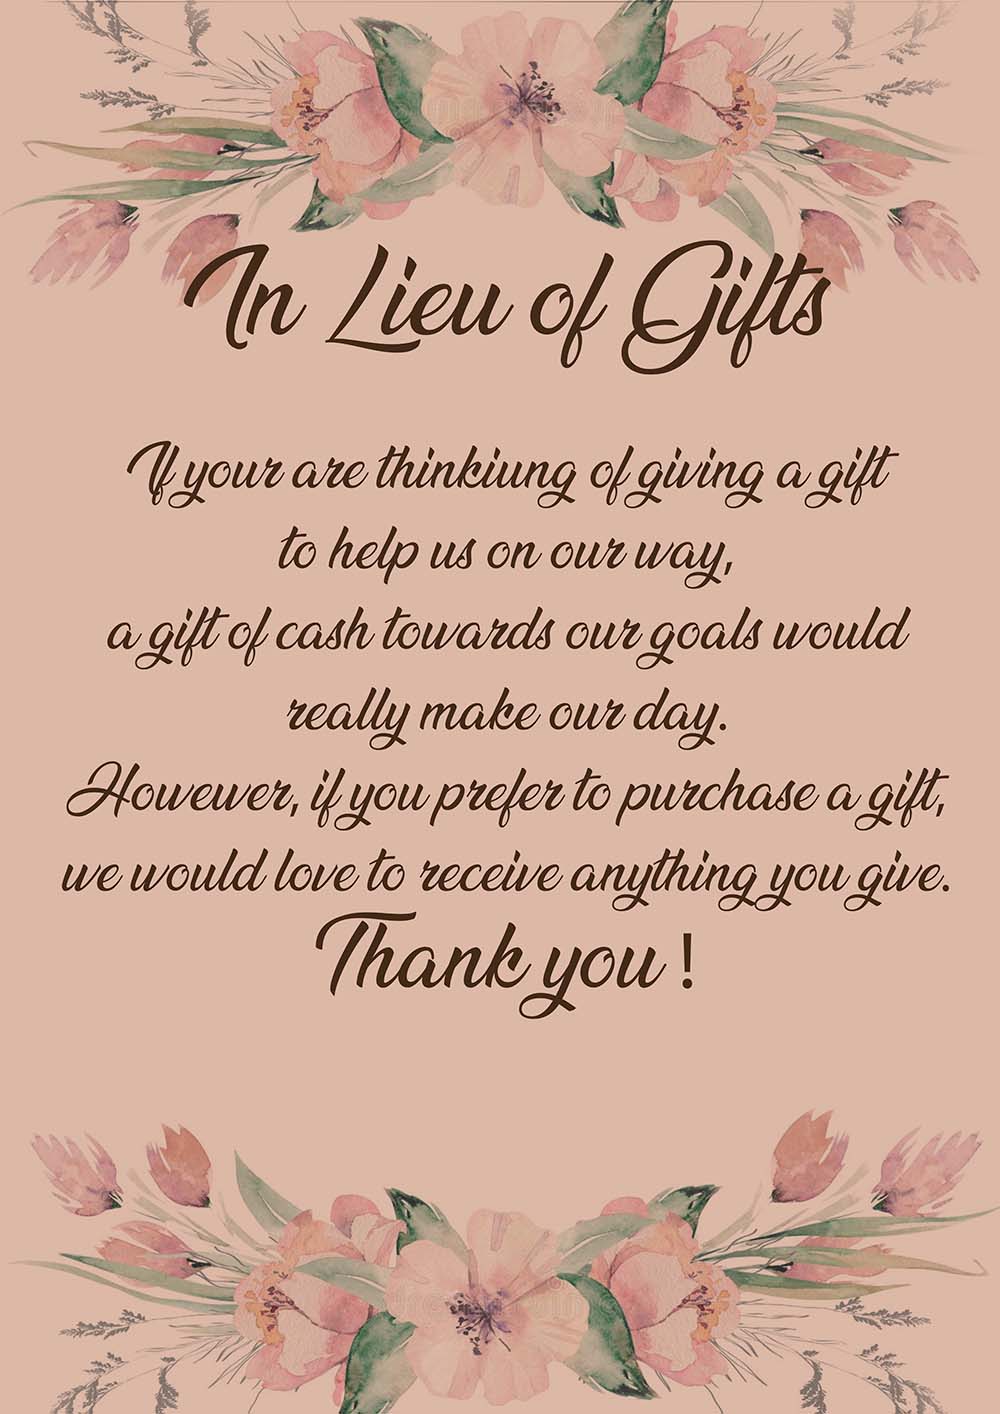 In Lieu of Gifts
If your are thinkiung of giving a gift
to help us on our way,
a gift of cash towards our goals would
really make our day.
Howewer, if you prefer to purchase a gift,
we would love to receive anything you give.
Thank you !